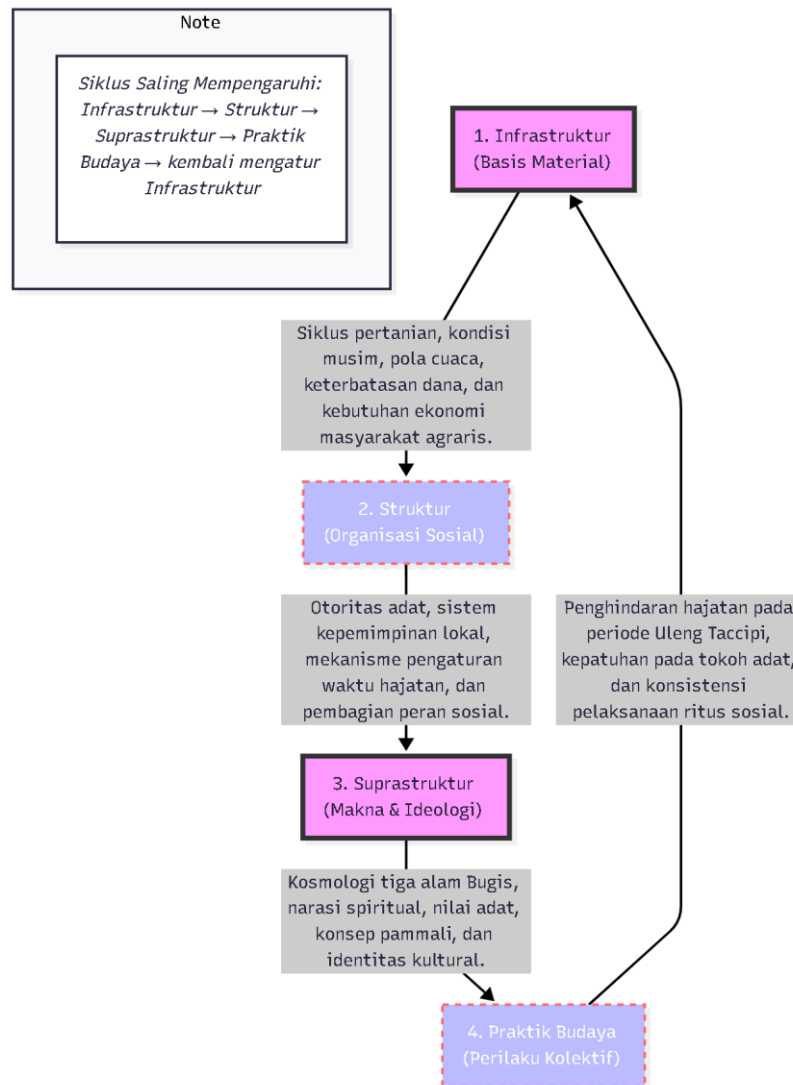 Note
Siklus Saling Mempengaruhi:
Infrastruktur → Struktur →
Suprastruktur → Praktik
Budaya → kembali mengatur
Infrastruktur
1. Infrastruktur
(Basis Material)
Siklus pertanian, kondisi
musim, pola cuaca,
keterbatasan dana, dan
kebutuhan ekonomi
masyarakat agraris.
2. Struktur
(Organisasi Sosial)
Otoritas adat, sistem
kepemimpinan lokal,
mekanisme pengaturan
waktu hajatan, dan
pembagian peran sosial.
Penghindaran hajatan pada
periode Uleng Taccipi,
kepatuhan pada tokoh adat,
dan konsistensi
pelaksanaan ritus sosial.
3. Suprastruktur
(Makna & Ideologi)
Kosmologi tiga alam Bugis,
narasi spiritual, nilai adat,
konsep pammali, dan
identitas kultural.
4. Praktik Budaya
(Perilaku Kolektif)